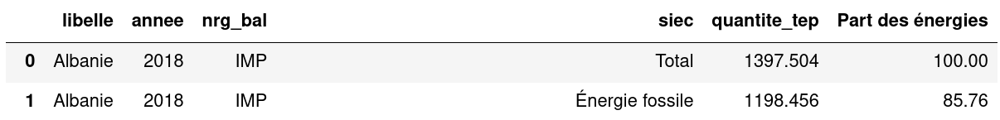 libelle annee nrg_bal siec quantite_tep Part des énergies
0 Albanie 2018 IMP Total 1397.504 100.00
1 Albanie 2018 IMP Énergie fossile 1198.456 85.76